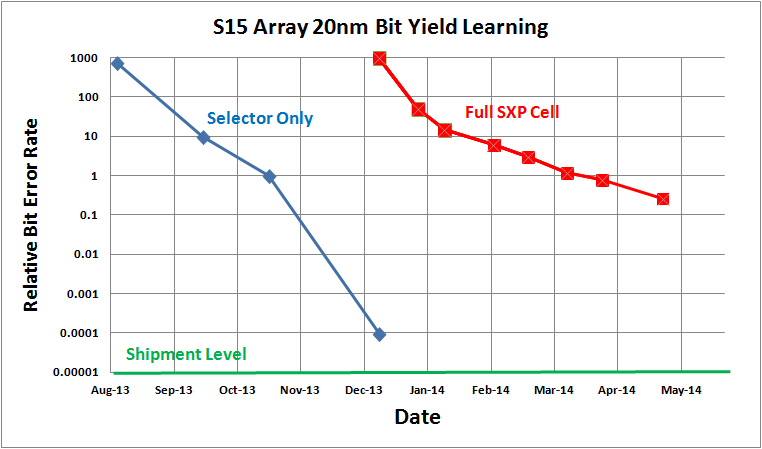 S15 Array 20nm Bit Yield Learning
Relative Bit Error Rate
1000
100
10
1
0.1
0.01
0.001
0.0001
0.00001
Selector Only
Full SXP Cell
Shipment Level
Aug-13 Sep-13 Oct-13 Nov-13 Dec-13 Jan-14 Feb-14 Mar-14 Apr-14 May-14
Date